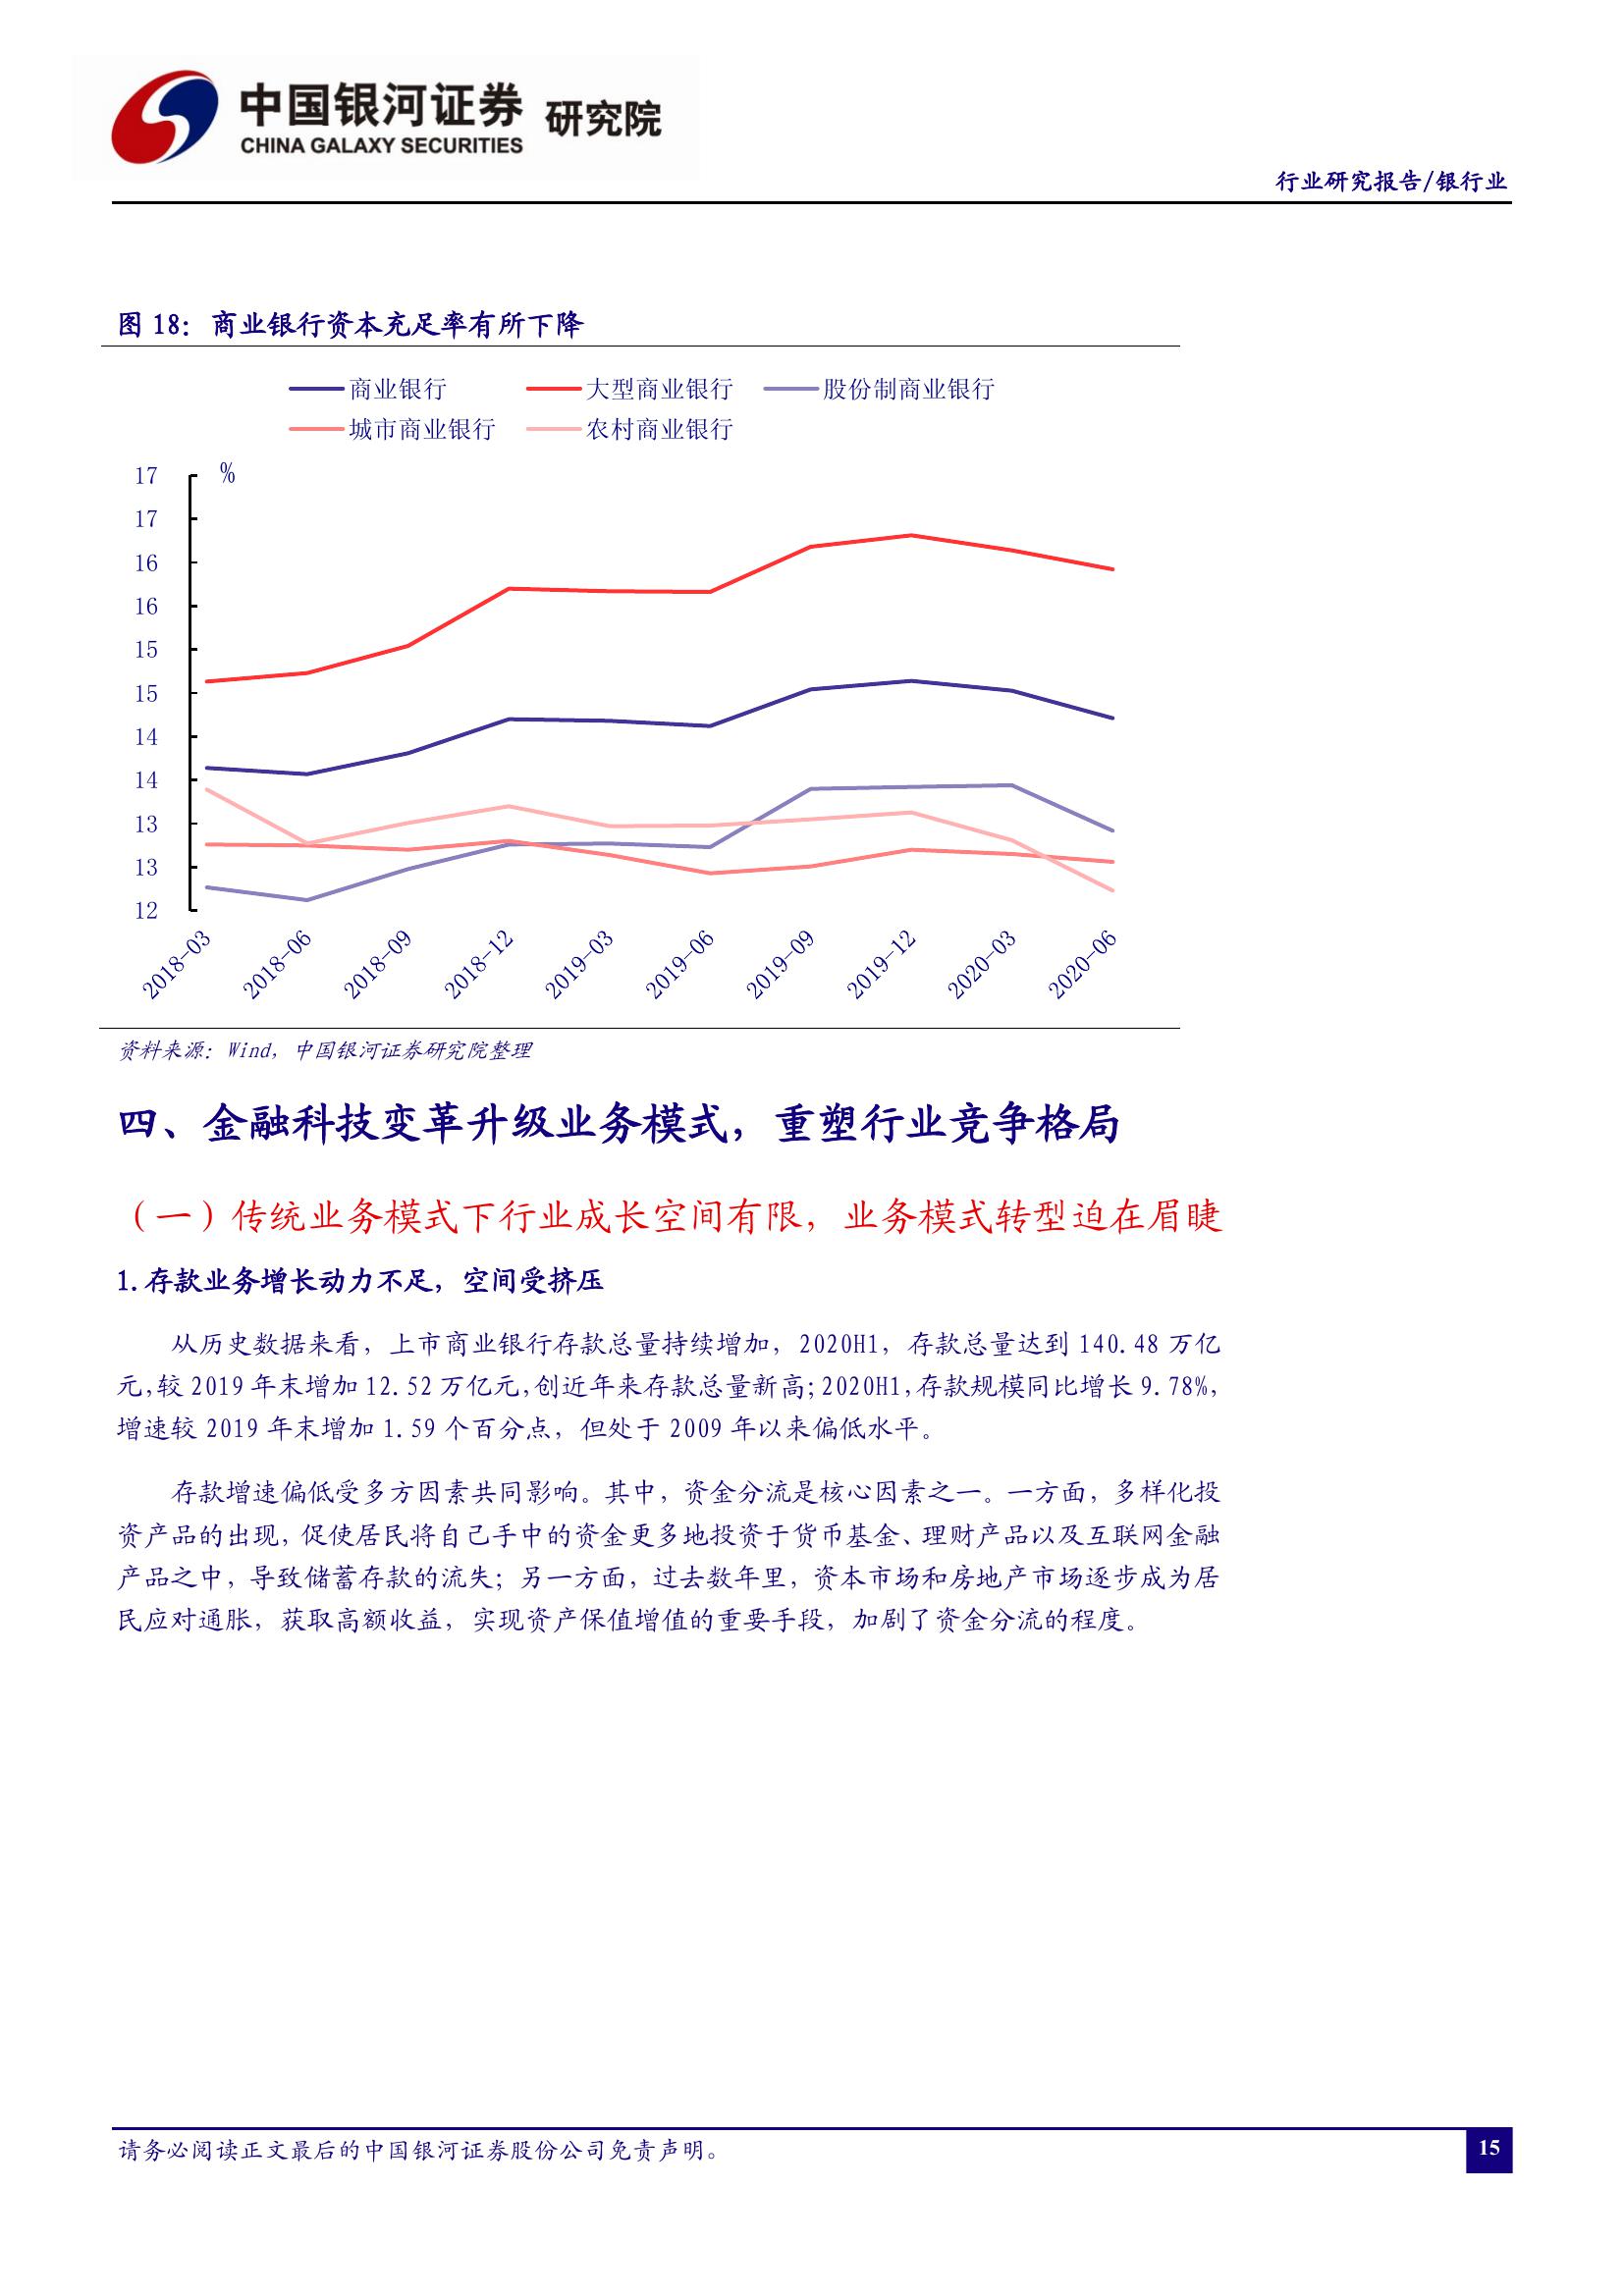 中国银河证券 研究院
CHINA GALAXY SECURITIES
行业研究报告/银行业
图 18：商业银行资本充足率有所下降
商业银行 大型商业银行 股份制商业银行
城市商业银行 农村商业银行
%
17
17
16
16
15
15
14
14
13
13
12
2018-03 2018-06 2018-09 2018-12 2019-03 2019-06 2019-09 2019-12 2020-03 2020-06
资料来源：Wind，中国银河证券研究院整理
四、金融科技变革升级业务模式，重塑行业竞争格局
（一）传统业务模式下行业成长空间有限，业务模式转型迫在眉睫
1.存款业务增长动力不足，空间受挤压
从历史数据来看，上市商业银行存款总量持续增加，2020H1，存款总量达到 140.48 万亿
元,较 2019 年末增加 12.52 万亿元,创近年来存款总量新高;2020H1,存款规模同比增长 9.78%,
增速较 2019 年末增加 1.59 个百分点，但处于 2009 年以来偏低水平。
存款增速偏低受多方因素共同影响。其中，资金分流是核心因素之一。一方面，多样化投
资产品的出现，促使居民将自己手中的资金更多地投资于货币基金、理财产品以及互联网金融
产品之中，导致储蓄存款的流失；另一方面，过去数年里，资本市场和房地产市场逐步成为居
民应对通胀，获取高额收益，实现资产保值增值的重要手段，加剧了资金分流的程度。
请务必阅读正文最后的中国银河证券股份公司免责声明。
15